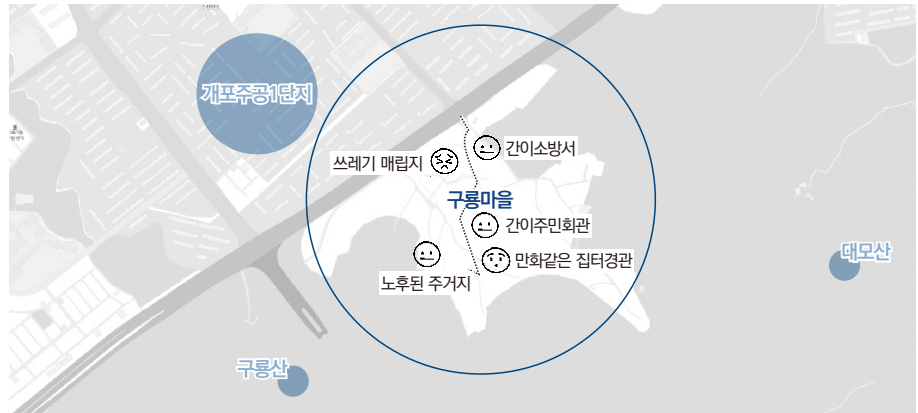 개포주공1단지
간이소방서
쓰레기 매립지
구룡마을
간이주민회관
만화같은 집터경관
대모산
노후된 주거지
구룡산